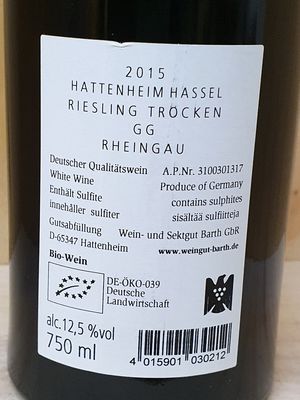 2015
HATTENHEIM HASSEL
RIESLING TROCKEN
GG
RHEINGAU
Deutscher Qualitätswein A.P.Nr. 3100301317
White Wine Produce of Germany
Enthält Sulfite contains sulphites
innehåller sulfiter sisältää sulfiitteja
Gutsabfüllung Wein- und Sektgut Barth GbR
D-65347 Hattenheim www.weingut-barth.de
Bio-Wein
DE-ÖKO-039
Deutsche
Landwirtschaft
alc.12,5 %vol
750 ml
4 015901 030212